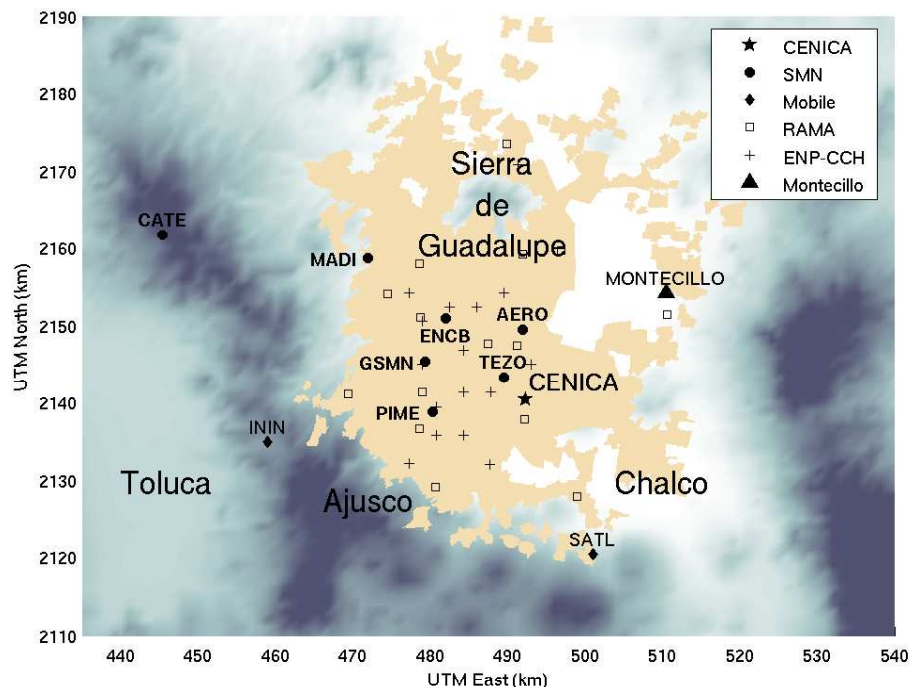 2190
2180
2170
2160
2150
2140
2130
2120
2110
UTM North (km)
CENICA
SMN
Mobile
RAMA
ENP-CCH
Montecillo
Sierra
de
Guadalupe
CATE
MADI
MONTECILLO
AERO
ENCB
GSMN
TEZO
CENICA
PIME
ININ
Toluca
Ajusco
Chalco
SATL
440 450 460 470 480 490 500 510 520 530 540
UTM East (km)